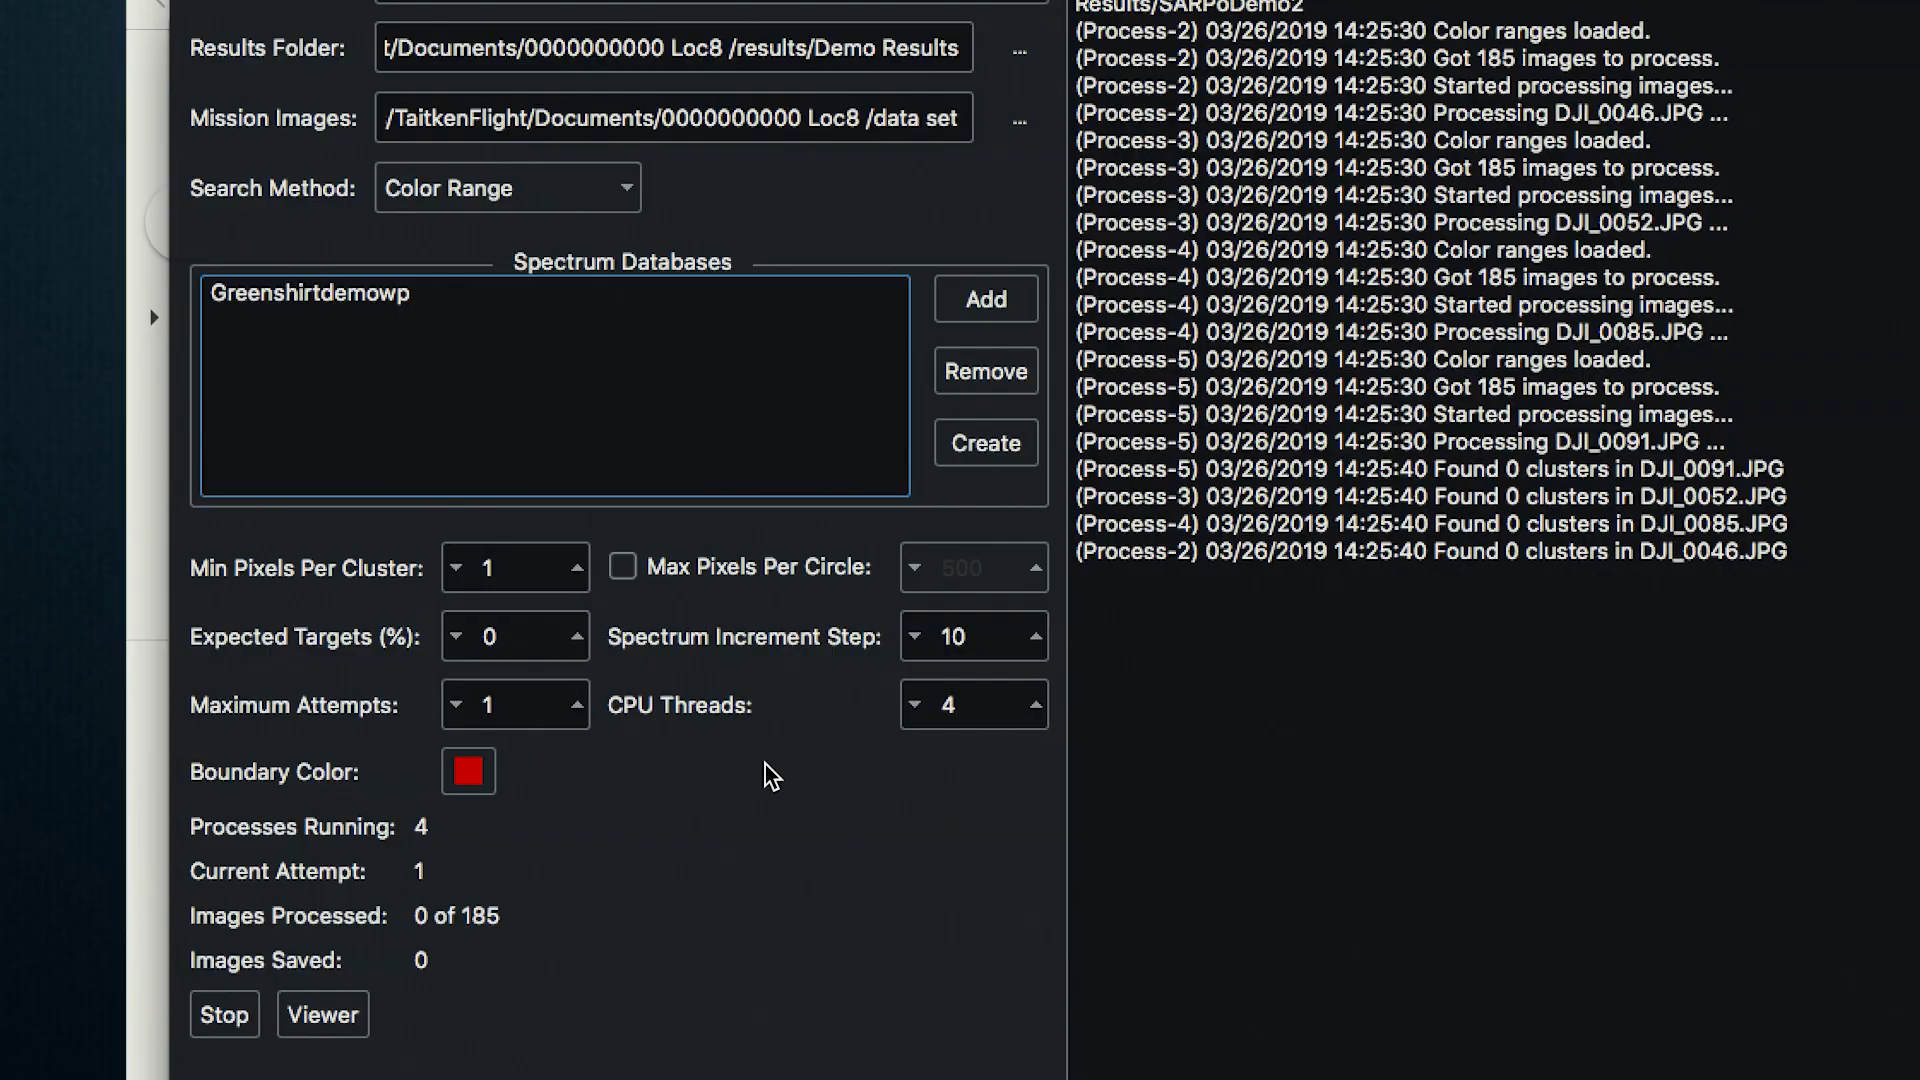 Results Folder: t/Documents/0000000000 Loc8 /results/Demo Results ...
Mission Images: /TaitkenFlight/Documents/0000000000 Loc8 /data set ...
Search Method: Color Range
Spectrum Databases
Greenshirtdemowp
Add
Remove
Create
Min Pixels Per Cluster: 1 Max Pixels Per Circle: 500
Expected Targets (%): 0 Spectrum Increment Step: 10
Maximum Attempts: 1 CPU Threads: 4
Boundary Color:
Processes Running: 4
Current Attempt: 1
Images Processed: 0 of 185
Images Saved: 0
Stop Viewer
Results/SARPoDemo2
(Process-2) 03/26/2019 14:25:30 Color ranges loaded.
(Process-2) 03/26/2019 14:25:30 Got 185 images to process.
(Process-2) 03/26/2019 14:25:30 Started processing images...
(Process-2) 03/26/2019 14:25:30 Processing DJI_0046.JPG ...
(Process-3) 03/26/2019 14:25:30 Color ranges loaded.
(Process-3) 03/26/2019 14:25:30 Got 185 images to process.
(Process-3) 03/26/2019 14:25:30 Started processing images...
(Process-3) 03/26/2019 14:25:30 Processing DJI_0052.JPG ...
(Process-4) 03/26/2019 14:25:30 Color ranges loaded.
(Process-4) 03/26/2019 14:25:30 Got 185 images to process.
(Process-4) 03/26/2019 14:25:30 Started processing images...
(Process-4) 03/26/2019 14:25:30 Processing DJI_0085.JPG ...
(Process-5) 03/26/2019 14:25:30 Color ranges loaded.
(Process-5) 03/26/2019 14:25:30 Got 185 images to process.
(Process-5) 03/26/2019 14:25:30 Started processing images...
(Process-5) 03/26/2019 14:25:30 Processing DJI_0091.JPG ...
(Process-5) 03/26/2019 14:25:40 Found 0 clusters in DJI_0091.JPG
(Process-3) 03/26/2019 14:25:40 Found 0 clusters in DJI_0052.JPG
(Process-4) 03/26/2019 14:25:40 Found 0 clusters in DJI_0085.JPG
(Process-2) 03/26/2019 14:25:40 Found 0 clusters in DJI_0046.JPG